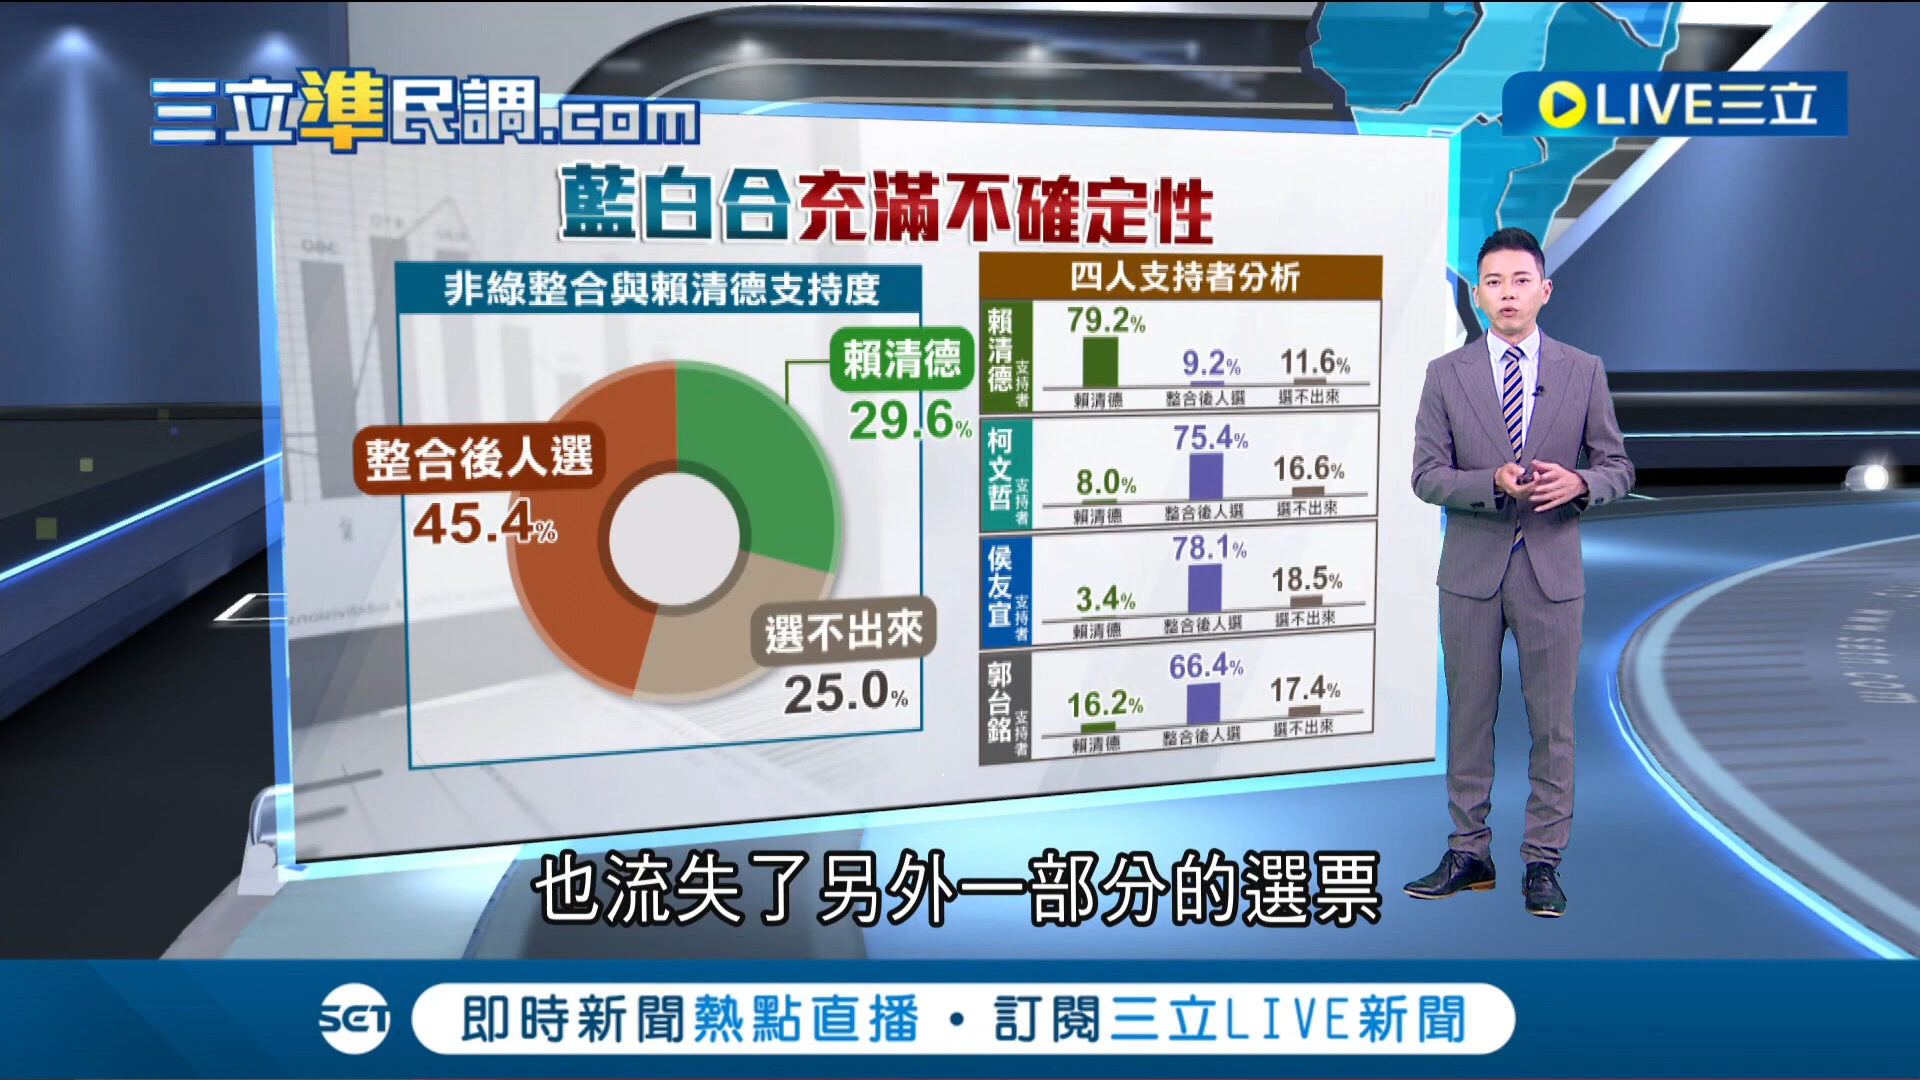 三立準民調.com
LIVE三立
藍白合充滿不確定性
非綠整合與賴清德支持度
賴清德
29.6%
整合後人選
45.4%
選不出來
25.0%
四人支持者分析
賴清德支持者
79.2%
9.2%
11.6%
賴清德 整合後人選 選不出來
柯文哲支持者
8.0%
75.4%
16.6%
賴清德 整合後人選 選不出來
侯友宜支持者
3.4%
78.1%
18.5%
賴清德 整合後人選 選不出來
郭台銘支持者
16.2%
66.4%
17.4%
賴清德 整合後人選 選不出來
也流失了另外一部分的選票
SET
即時新聞熱點直播・訂閱三立LIVE新聞